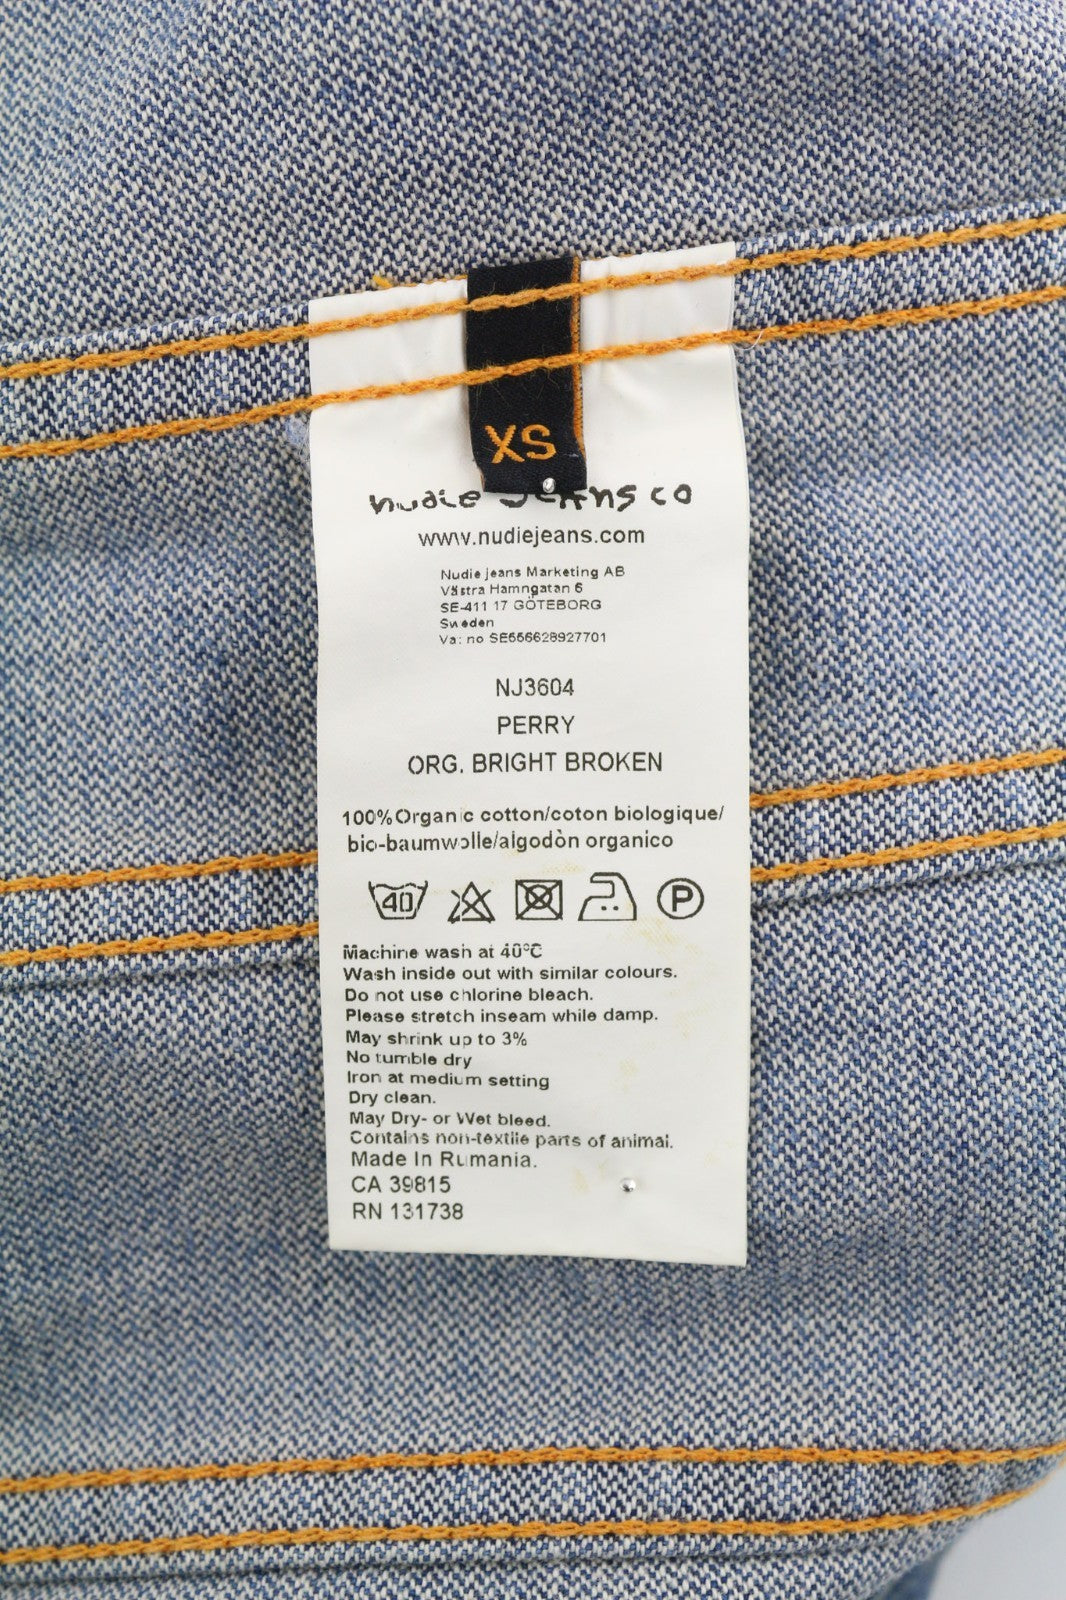 XS
nudie jeans co
www.nudiejeans.com
Nudie jeans Marketing AB
Västra Hamngatan 6
SE-411 17 GÖTEBORG
Sweden
Vat no SE556628927701
NJ3604
PERRY
ORG. BRIGHT BROKEN
100%Organic cotton/coton biologique/
bio-baumwolle/algodòn organico
40 P
Machine wash at 40°C
Wash inside out with similar colours.
Do not use chlorine bleach.
Please stretch inseam while damp.
May shrink up to 3%
No tumble dry
Iron at medium setting
Dry clean.
May Dry- or Wet bleed.
Contains non-textile parts of animal.
Made In Rumania.
CA 39815
RN 131738